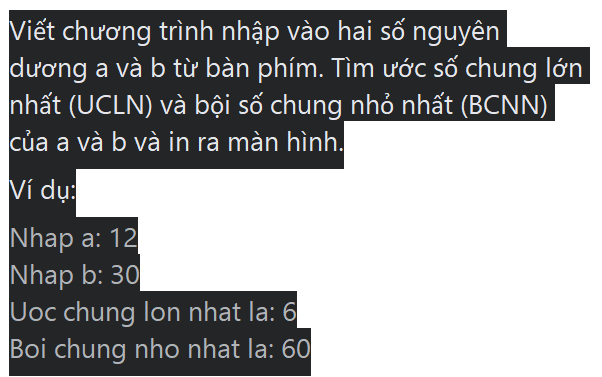 Viết chương trình nhập vào hai số nguyên
dương a và b từ bàn phím. Tìm ước số chung lớn
nhất (UCLN) và bội số chung nhỏ nhất (BCNN)
của a và b và in ra màn hình.
Ví dụ:
Nhap a: 12
Nhap b: 30
Uoc chung lon nhat la: 6
Boi chung nho nhat la: 60